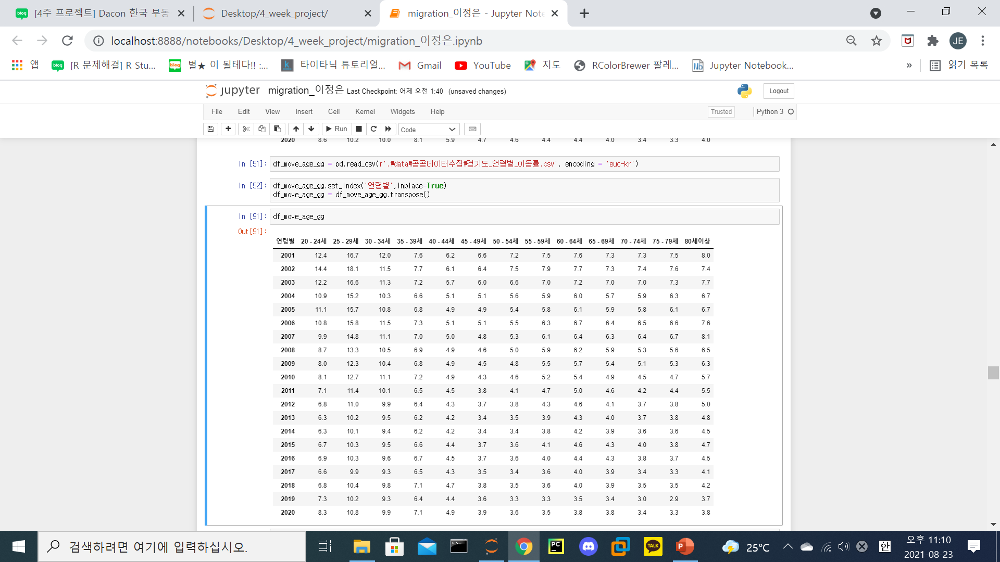 [4주 프로젝트] Dacon 한국 부동
Desktop/4_week_project/
migration_이정은 - Jupyter Note
localhost:8888/notebooks/Desktop/4_week_project/migration_이정은.ipynb
JE
앱
blog
[R 문제해결] R Stu...
별★ 이 될테다!! :...
타이타닉 튜토리얼...
Gmail
YouTube
지도
RColorBrewer 팔레...
Jupyter Notebook...
»
읽기 목록
jupyter migration_이정은 Last Checkpoint: 어제 오전 1:40 (unsaved changes)
Logout
File Edit View Insert Cell Kernel Widgets Help
Trusted
Python 3
Run
Code
2020 8.6 10.2 10.0 8.1 5.9 4.7 4.6 4.4 4.4 4.0 3.4 3.3 4.0
In [51]: df_move_age_gg = pd.read_csv(r'.₩data₩공공데이터수집₩경기도_연령별_이동률.csv', encoding = 'euc-kr')
In [52]: df_move_age_gg.set_index('연령별',inplace=True)
df_move_age_gg = df_move_age_gg.transpose()
In [91]: df_move_age_gg
Out[91]:
연령별 20 - 24세 25 - 29세 30 - 34세 35 - 39세 40 - 44세 45 - 49세 50 - 54세 55 - 59세 60 - 64세 65 - 69세 70 - 74세 75 - 79세 80세이상
2001 12.4 16.7 12.0 7.6 6.2 6.6 7.2 7.5 7.6 7.3 7.3 7.5 8.0
2002 14.4 18.1 11.5 7.7 6.1 6.4 7.5 7.9 7.7 7.3 7.4 7.6 7.4
2003 12.2 16.6 11.3 7.2 5.7 6.0 6.6 7.0 7.2 7.0 7.0 7.3 7.7
2004 10.9 15.2 10.3 6.6 5.1 5.1 5.6 5.9 6.0 5.7 5.9 6.3 6.7
2005 11.1 15.7 10.8 6.8 4.9 4.9 5.4 5.8 6.1 5.9 5.8 6.1 6.7
2006 10.8 15.8 11.5 7.3 5.1 5.1 5.5 6.3 6.7 6.4 6.5 6.6 7.6
2007 9.9 14.8 11.1 7.0 5.0 4.8 5.3 6.1 6.4 6.3 6.4 6.7 8.1
2008 8.7 13.3 10.5 6.9 4.9 4.6 5.0 5.9 6.2 5.9 5.3 5.6 6.5
2009 8.0 12.3 10.4 6.8 4.9 4.5 4.8 5.5 5.7 5.4 5.1 5.3 6.3
2010 8.1 12.7 11.1 7.2 4.9 4.3 4.6 5.2 5.4 4.9 4.5 4.7 5.7
2011 7.1 11.4 10.1 6.5 4.5 3.8 4.1 4.7 5.0 4.6 4.2 4.4 5.5
2012 6.8 11.0 9.9 6.4 4.3 3.7 3.8 4.3 4.6 4.1 3.7 3.8 5.0
2013 6.3 10.2 9.5 6.2 4.2 3.4 3.5 3.9 4.3 4.0 3.7 3.8 4.8
2014 6.3 10.1 9.4 6.2 4.2 3.4 3.4 3.8 4.2 3.9 3.6 3.6 4.5
2015 6.7 10.3 9.5 6.6 4.4 3.7 3.6 4.1 4.6 4.3 4.0 3.8 4.7
2016 6.9 10.3 9.6 6.7 4.5 3.7 3.6 4.0 4.4 4.3 3.8 3.7 4.5
2017 6.6 9.9 9.3 6.5 4.3 3.5 3.4 3.6 4.0 3.9 3.4 3.3 4.1
2018 6.8 10.4 9.8 7.1 4.7 3.8 3.5 3.6 4.0 3.9 3.5 3.5 4.2
2019 7.3 10.2 9.3 6.4 4.4 3.6 3.3 3.3 3.5 3.4 3.0 2.9 3.7
2020 8.3 10.8 9.9 7.1 4.9 3.9 3.6 3.5 3.8 3.8 3.4 3.3 3.8
검색하려면 여기에 입력하십시오.
PC
TALK
P
25°C
한
오후 11:10
2021-08-23